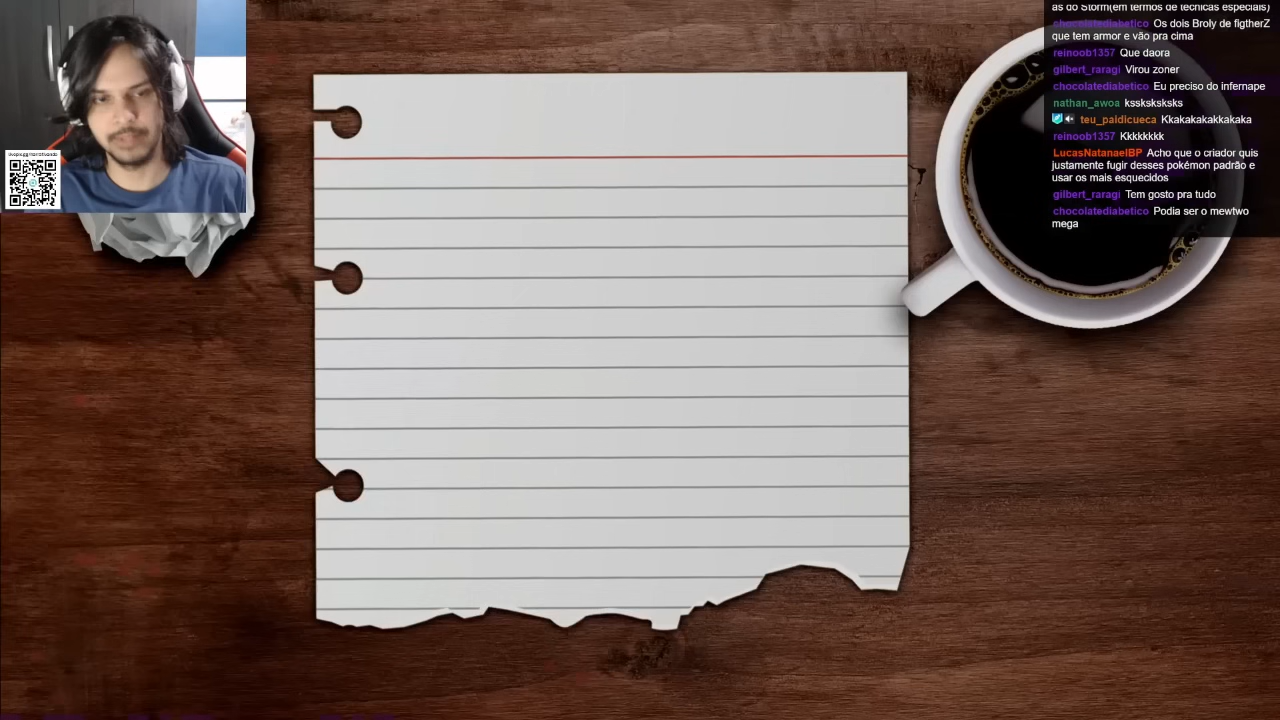 as do Storm(em termos de técnicas especiais)
chocolatediabetico Os dois Broly de figtherZ
que tem armor e vão pra cima
reinoob1357 Que daora
gilbert_raragi Virou zoner
chocolatediabetico Eu preciso do infernape
nathan_awoa kssksksksks
teu_paidicueca Kkakakakakkakaka
reinoob1357 Kkkkkkkk
LucasNatanaelBP Acho que o criador quis
justamente fugir desses pokémon padrão e
usar os mais esquecidos
gilbert_raragi Tem gosto pra tudo
chocolatediabetico Podia ser o mewtwo
mega